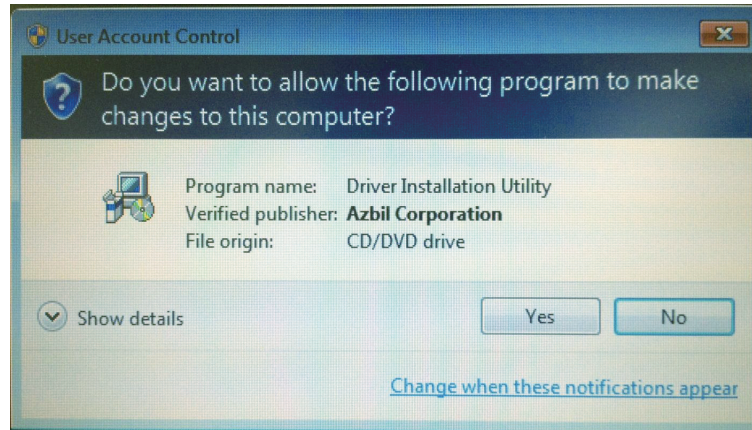 User Account Control
Do you want to allow the following program to make
changes to this computer?
Program name: Driver Installation Utility
Verified publisher: Azbil Corporation
File origin: CD/DVD drive
Show details
Yes
No
Change when these notifications appear